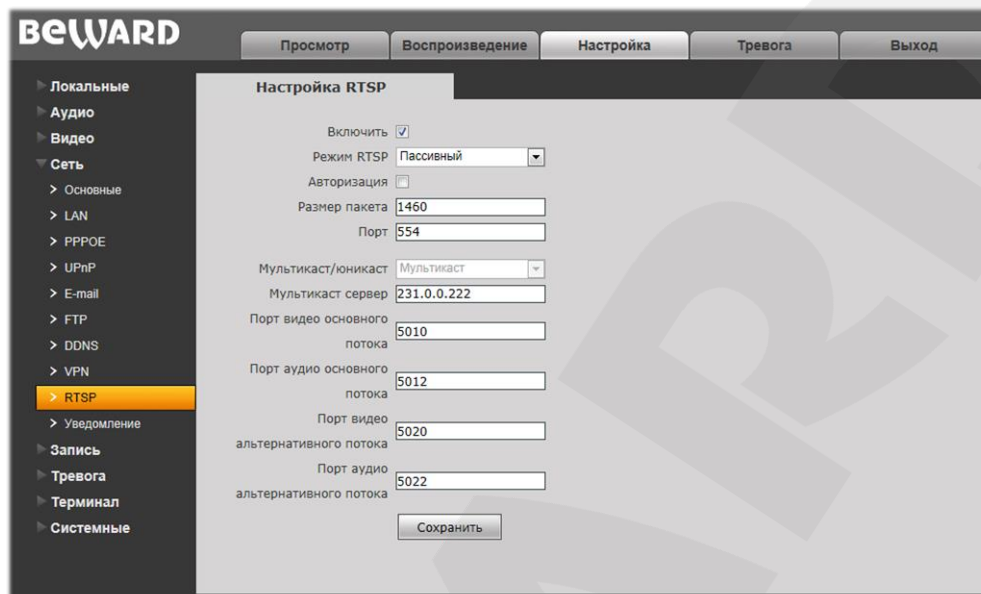 BEWARD
Просмотр Воспроизведение Настройка Тревога Выход
Локальные
Аудио
Видео
Сеть
Основные
LAN
PPPOE
UPnP
E-mail
FTP
DDNS
VPN
RTSP
Уведомление
Запись
Тревога
Терминал
Системные
Настройка RTSP
Включить
Режим RTSP Пассивный
Авторизация
Размер пакета 1460
Порт 554
Мультикаст/юникаст Мультикаст
Мультикаст сервер 231.0.0.222
Порт видео основного
потока 5010
Порт аудио основного
потока 5012
Порт видео
альтернативного потока 5020
Порт аудио
альтернативного потока 5022
Сохранить